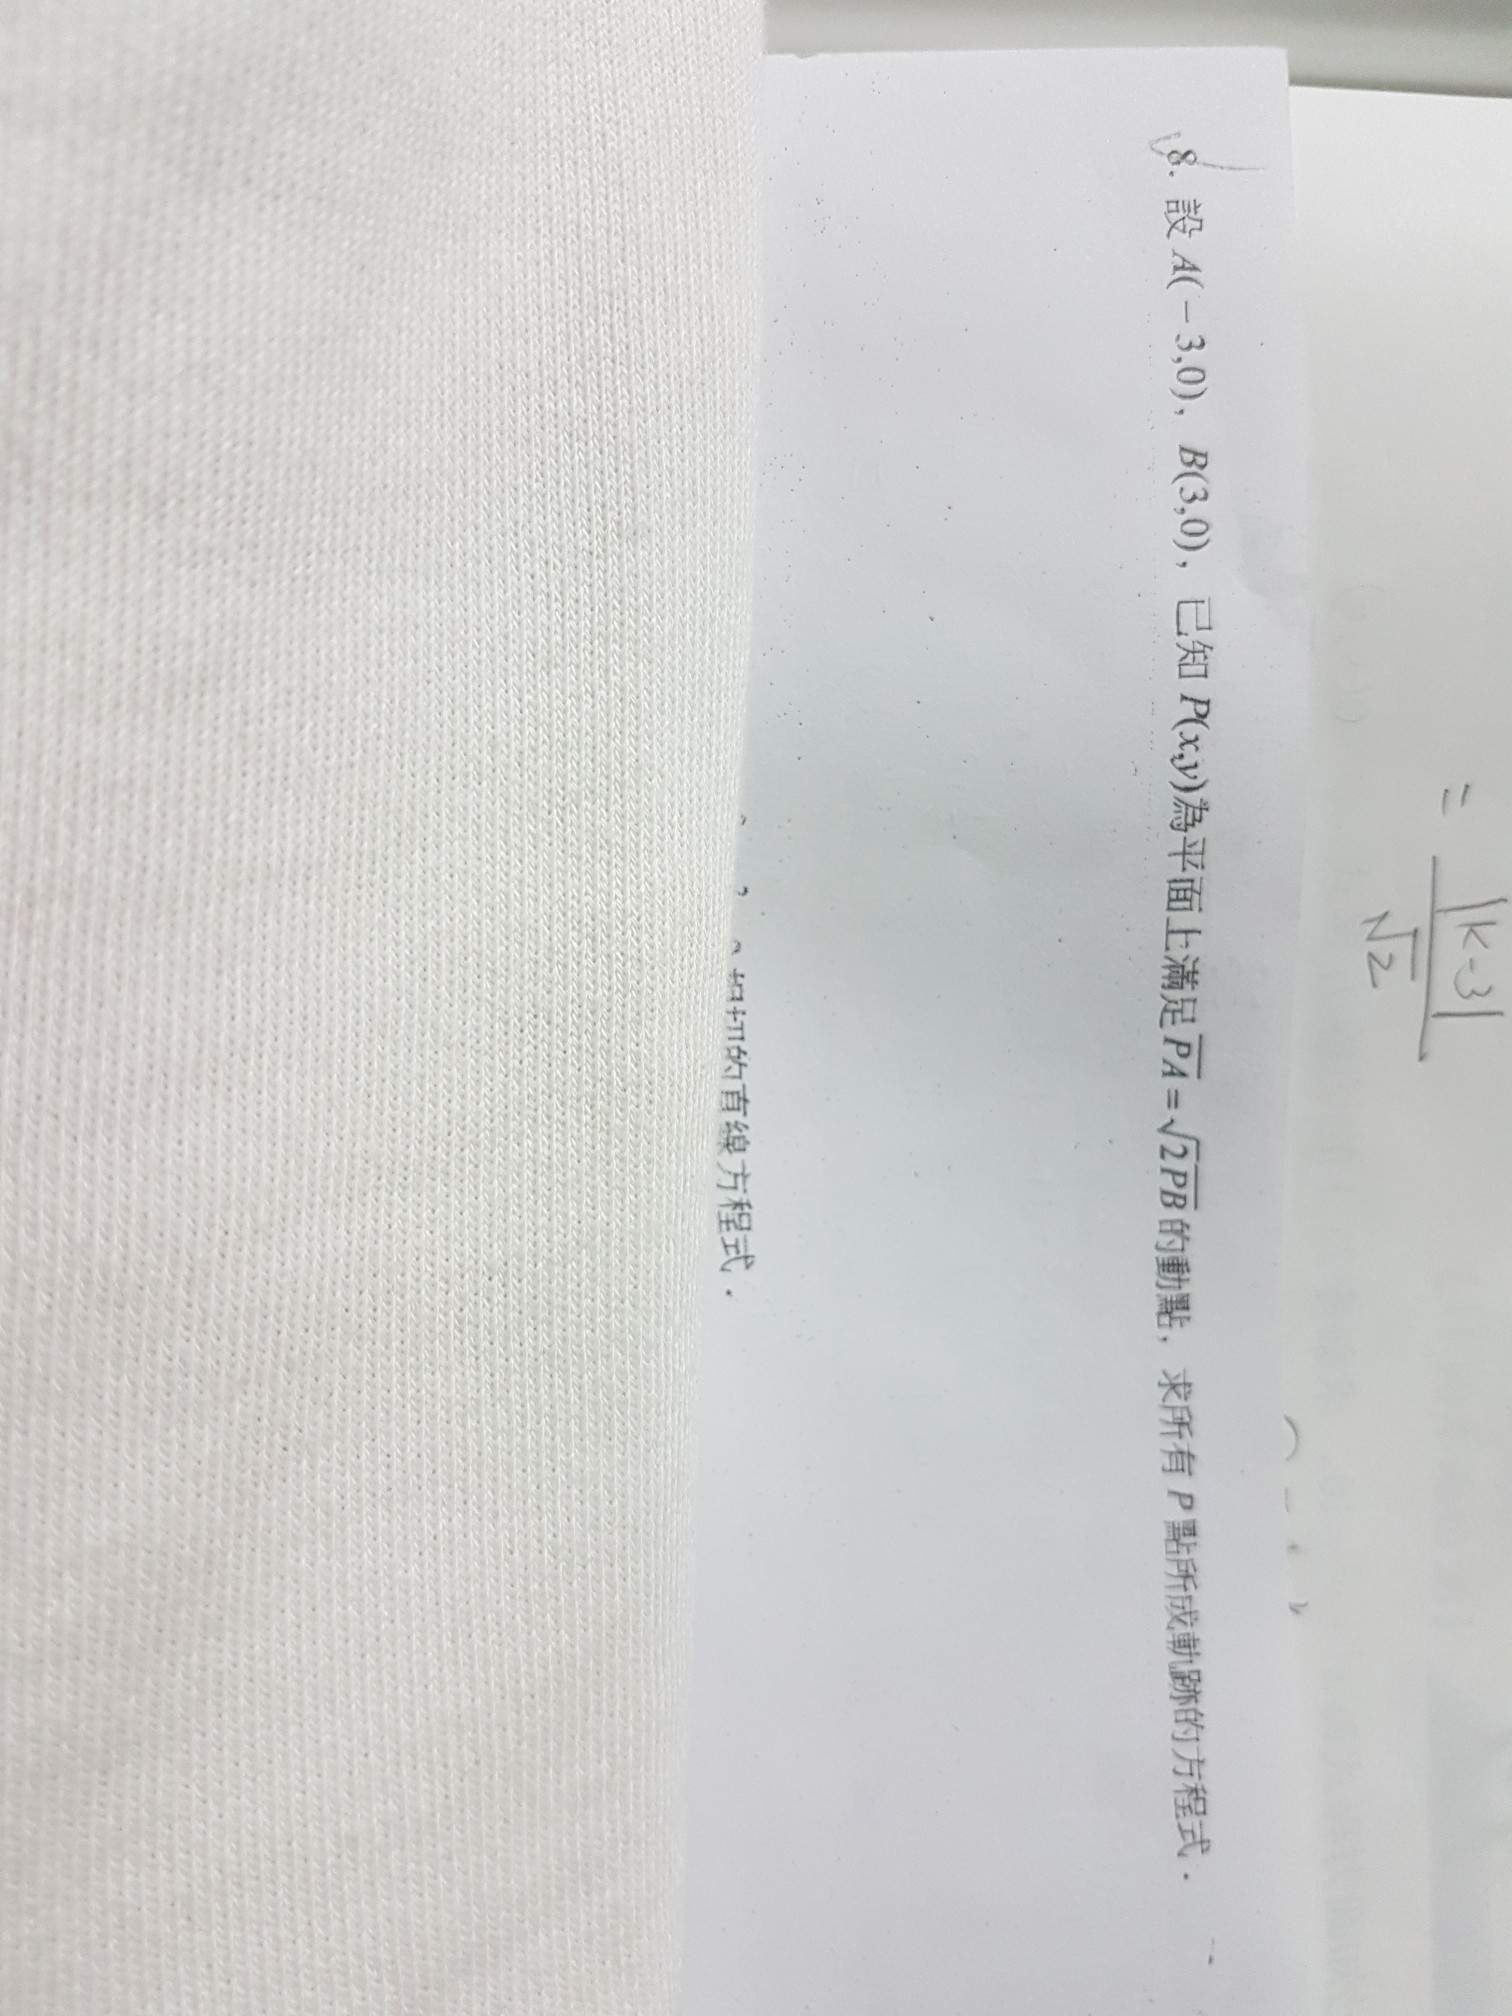 = |k-3| / √2
8. 設 A(-3,0),B(3,0),已知 P(x,y)為平面上滿足 PA = √2 PB 的動點,求所有 P 點所成軌跡的方程式.
的直線方程式.